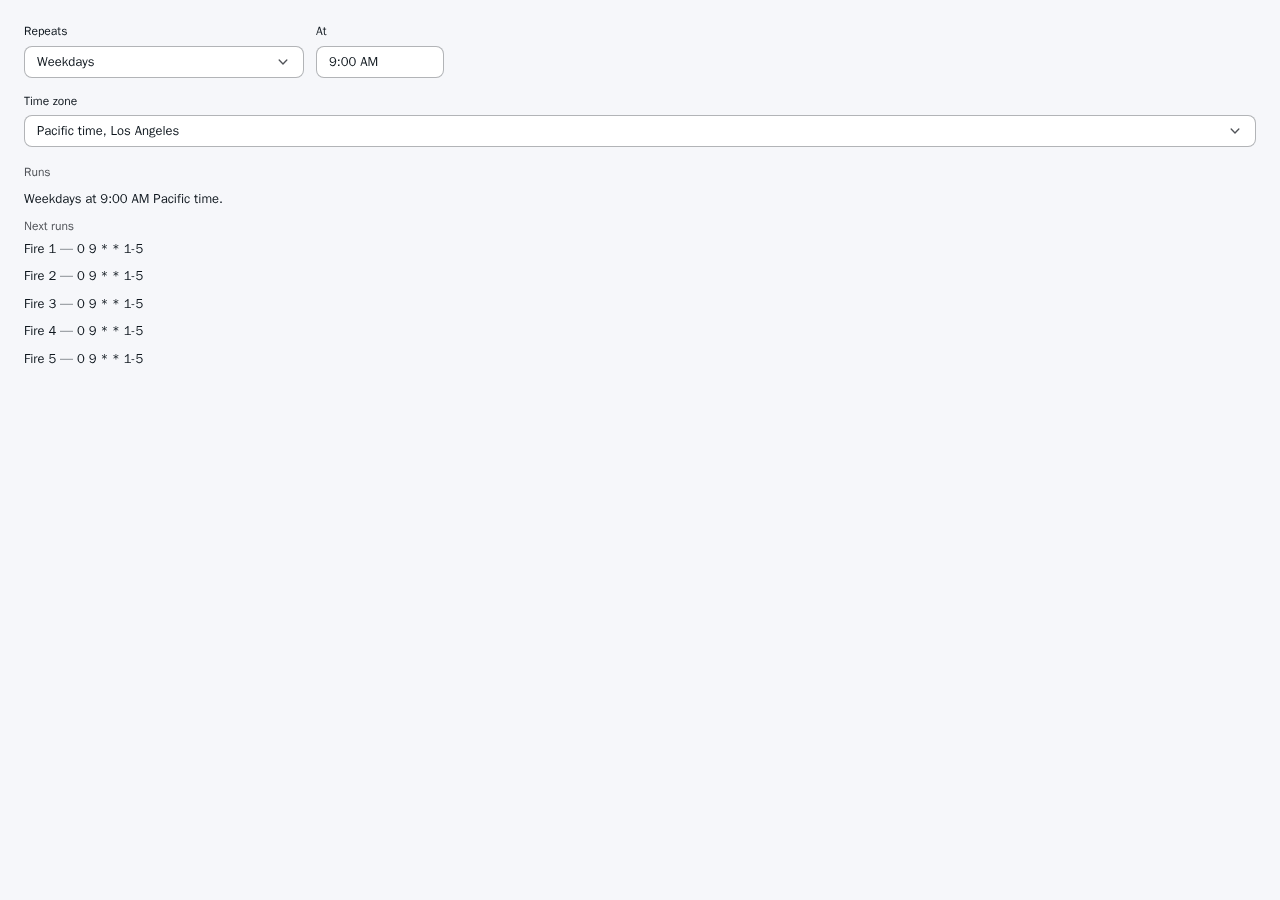 Repeats
At
Weekdays
9:00 AM
Time zone
Pacific time, Los Angeles
Runs
Weekdays at 9:00 AM Pacific time.
Next runs
Fire 1 — 0 9 * * 1-5
Fire 2 — 0 9 * * 1-5
Fire 3 — 0 9 * * 1-5
Fire 4 — 0 9 * * 1-5
Fire 5 — 0 9 * * 1-5